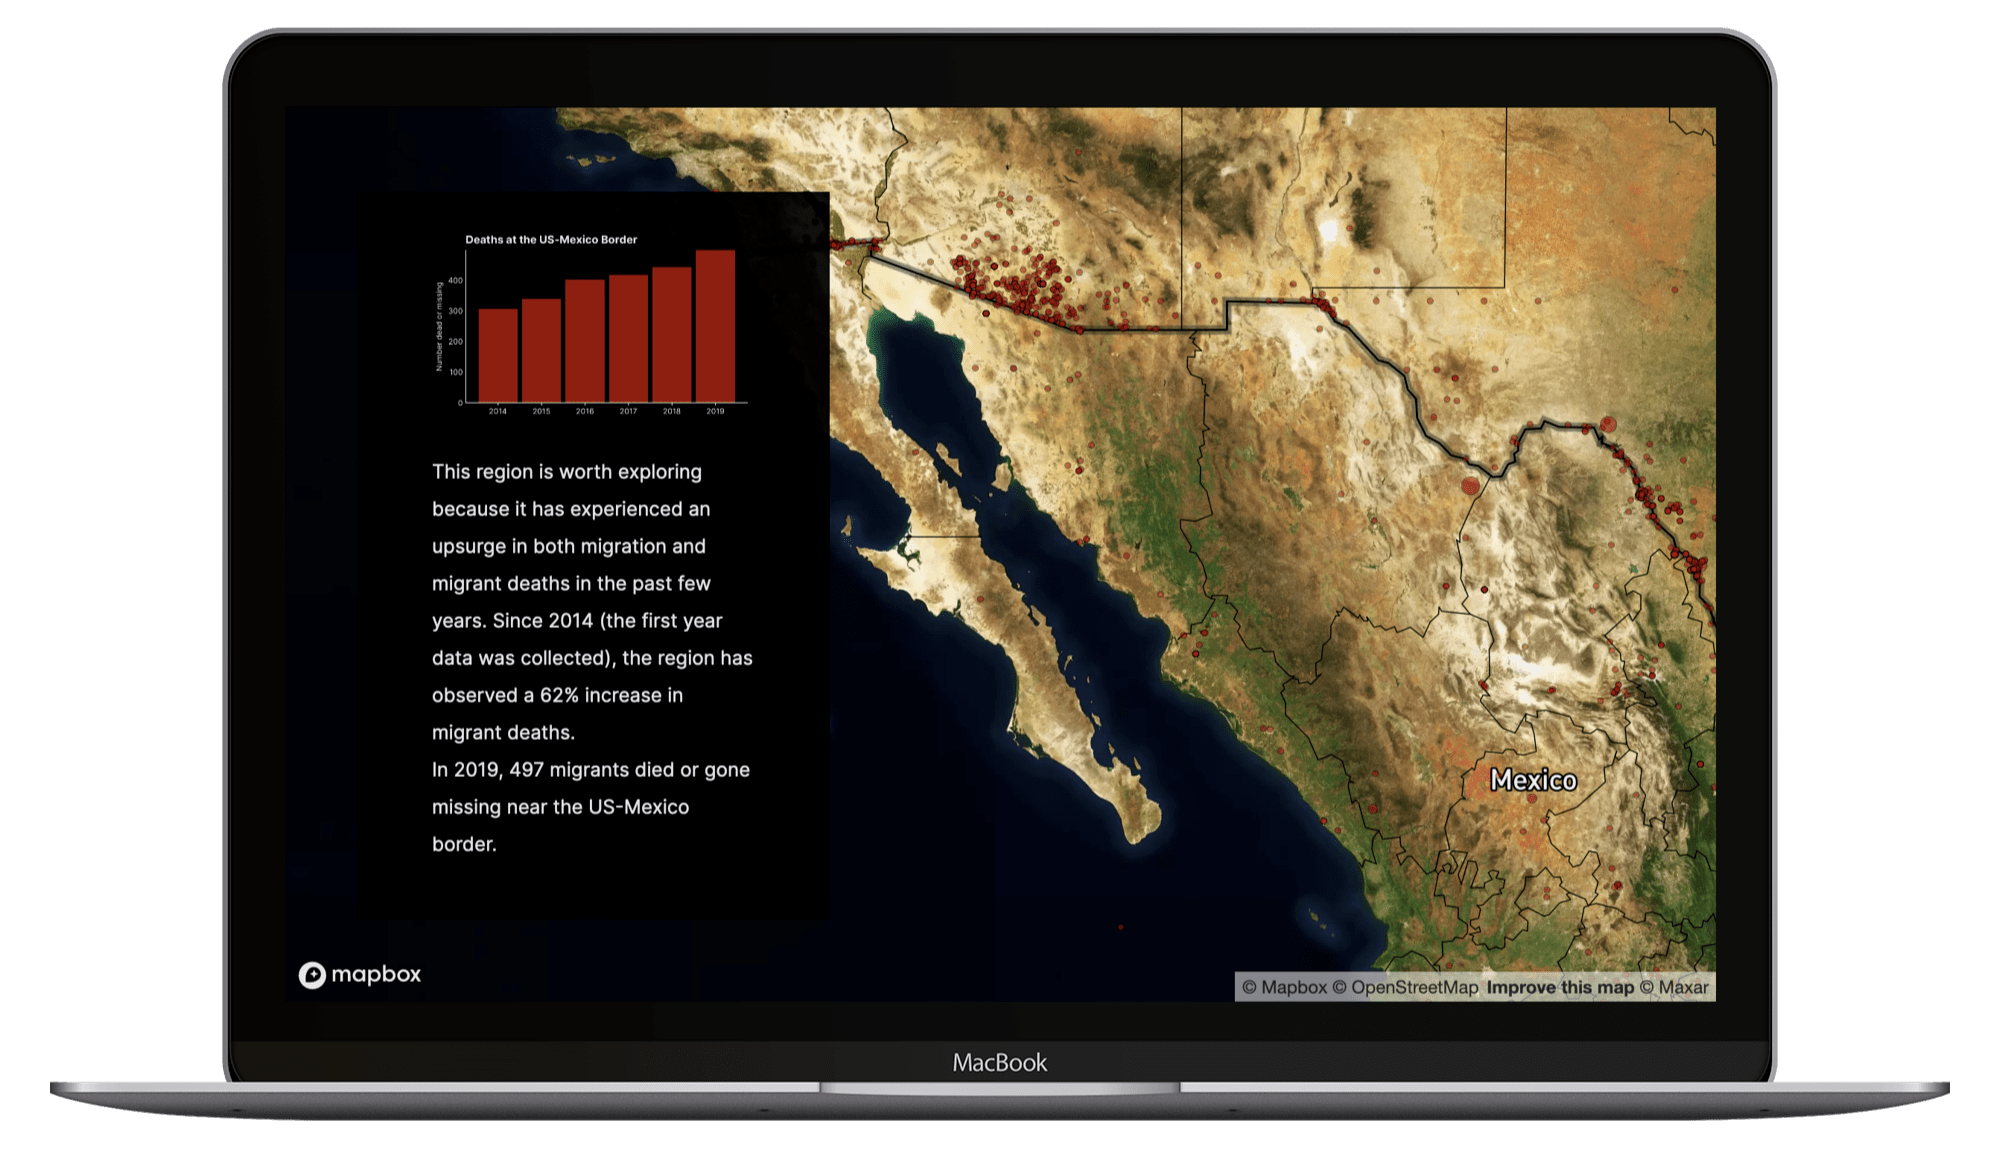 Deaths at the US-Mexico Border
Number dead or missing
400
300
200
100
0
2014 2015 2016 2017 2018 2019
This region is worth exploring
because it has experienced an
upsurge in both migration and
migrant deaths in the past few
years. Since 2014 (the first year
data was collected), the region has
observed a 62% increase in
migrant deaths.
In 2019, 497 migrants died or gone
missing near the US-Mexico
border.
Mexico
mapbox
© Mapbox © OpenStreetMap Improve this map © Maxar
MacBook